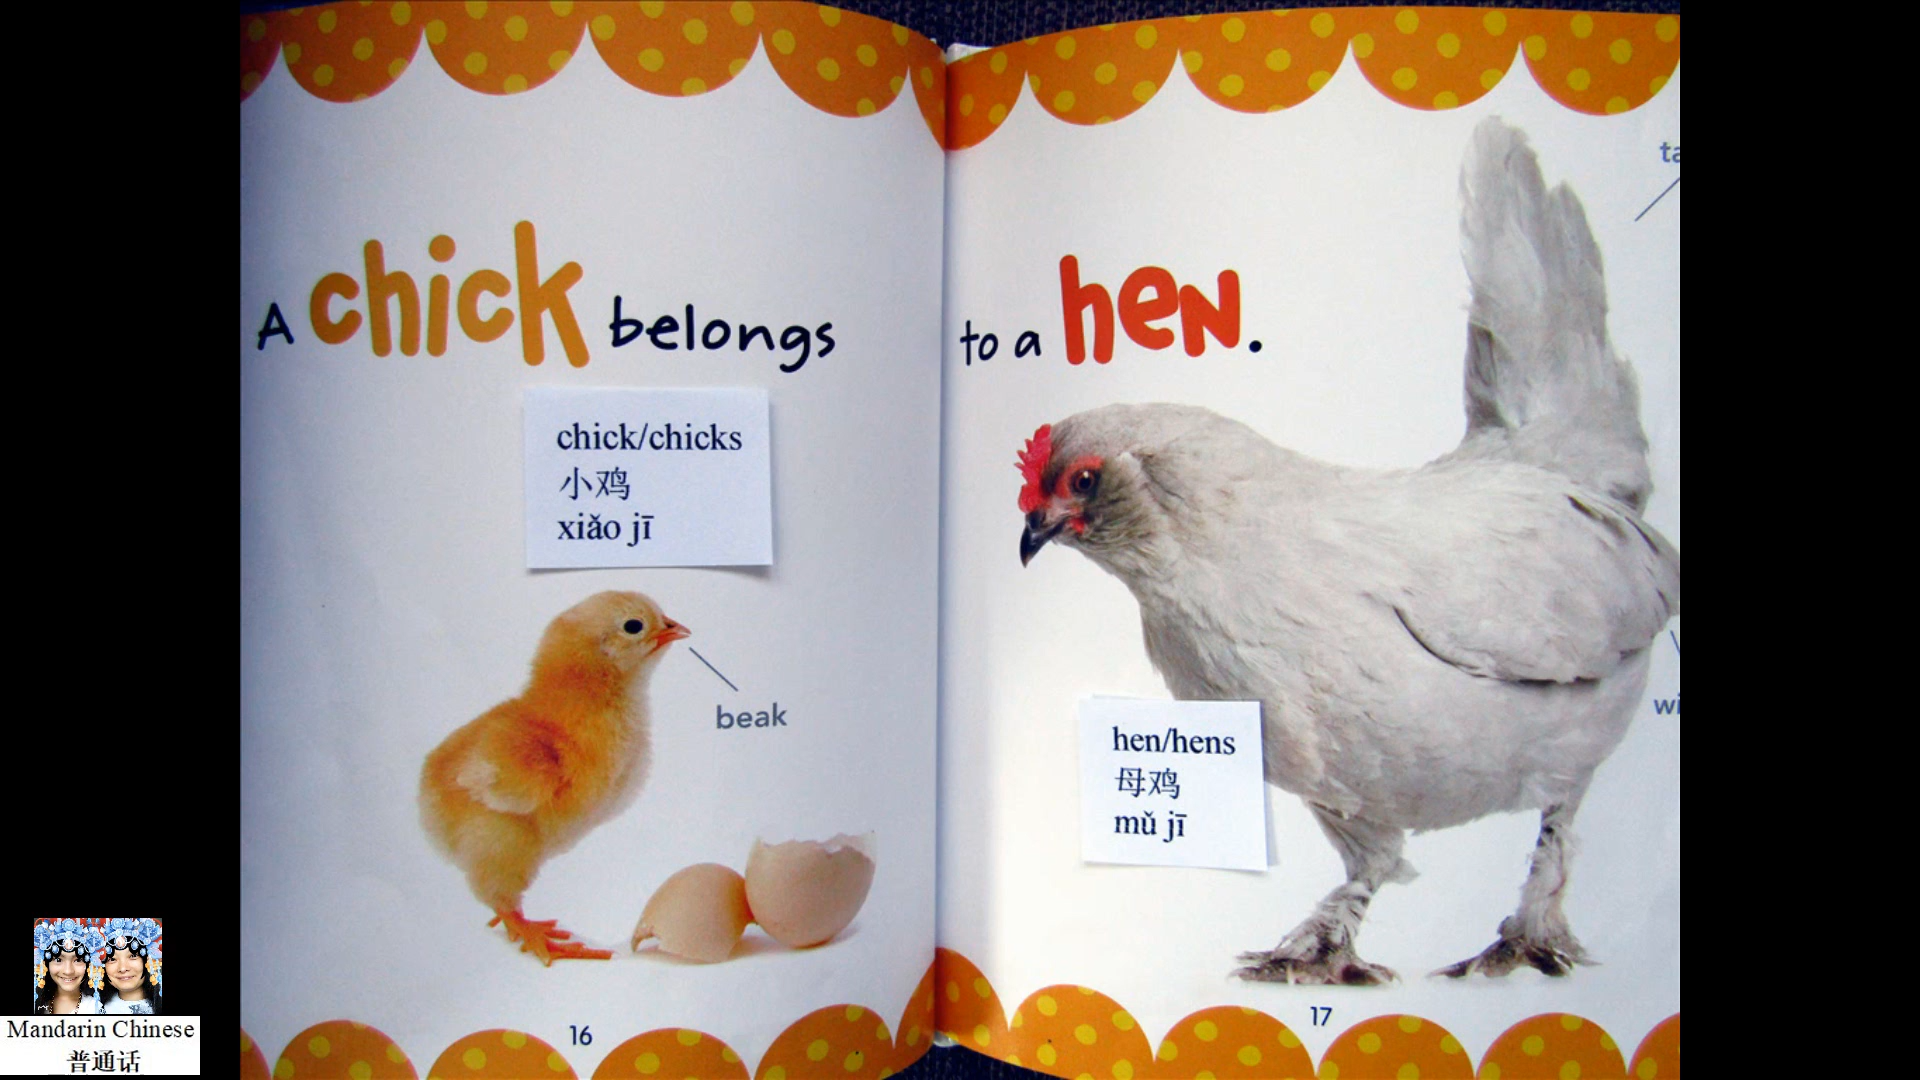 A chick belongs
to a hen.
chick/chicks
小鸡
xiǎo jī
beak
hen/hens
母鸡
mǔ jī
16
17
Mandarin Chinese
普通话